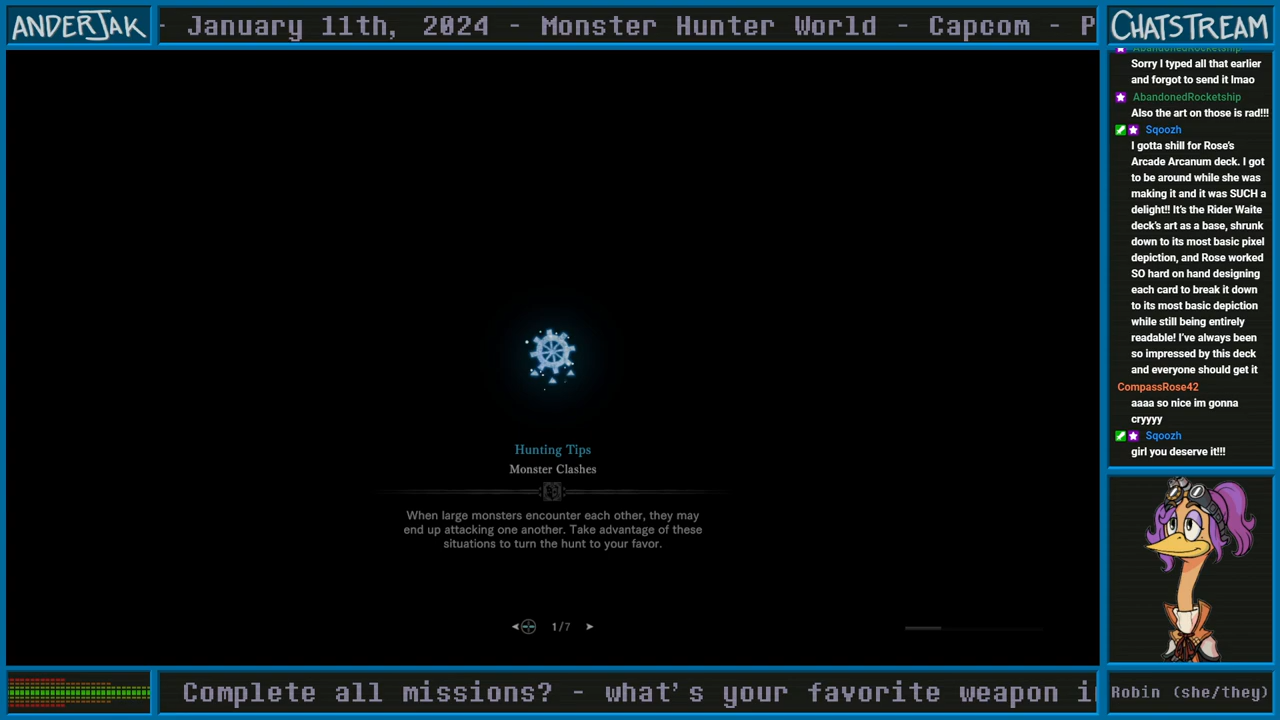 ANDERJAK
- January 11th, 2024 - Monster Hunter World - Capcom - P
CHATSTREAM
AbandonedRocketship
Sorry I typed all that earlier
and forgot to send it lmao
AbandonedRocketship
Also the art on those is rad!!!
Sqoozh
I gotta shill for Rose's
Arcade Arcanum deck. I got
to be around while she was
making it and it was SUCH a
delight!! It's the Rider Waite
deck's art as a base, shrunk
down to its most basic pixel
depiction, and Rose worked
SO hard on hand designing
each card to break it down
to its most basic depiction
while still being entirely
readable! I've always been
so impressed by this deck
and everyone should get it
CompassRose42
aaaa so nice im gonna
cryyyy
Sqoozh
girl you deserve it!!!
Hunting Tips
Monster Clashes
When large monsters encounter each other, they may
end up attacking one another. Take advantage of these
situations to turn the hunt to your favor.
1/7
Complete all missions? - what's your favorite weapon i
Robin (she/they)